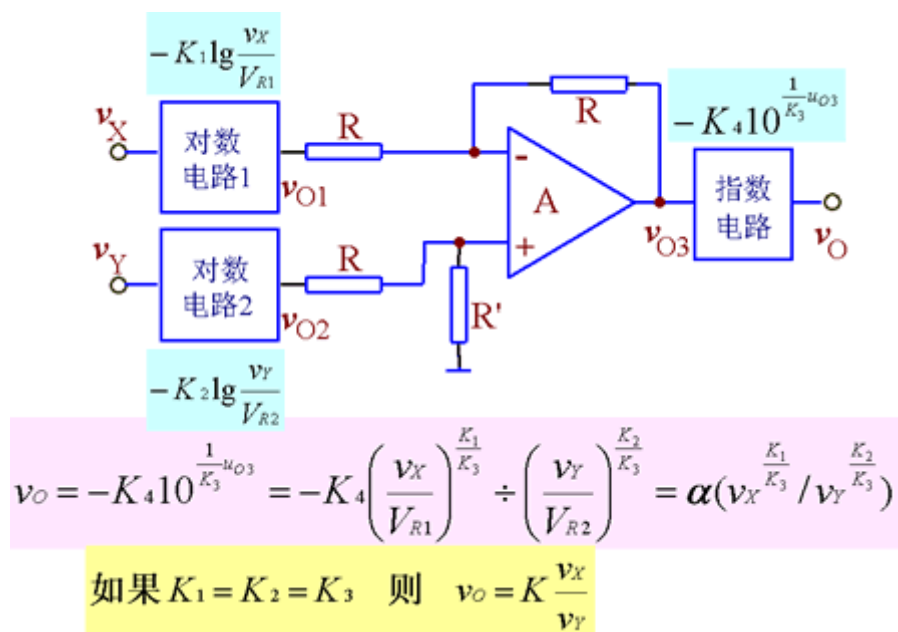 −K₁lg v_X/V_R1
−K₄10^(1/K₃ u_O3)
v_X
对数
电路1
v_O1
R
R
-
A
+
v_O3
指数
电路
v_O
v_Y
对数
电路2
v_O2
R
R'
−K₂lg v_Y/V_R2
v_O = −K₄10^(1/K₃ u_O3) = −K₄(v_X/V_R1)^(K₁/K₃) ÷ (v_Y/V_R2)^(K₂/K₃) = α(v_X^(K₁/K₃) / v_Y^(K₂/K₃))
如果 K₁ = K₂ = K₃ 则 v_O = K v_X/v_Y